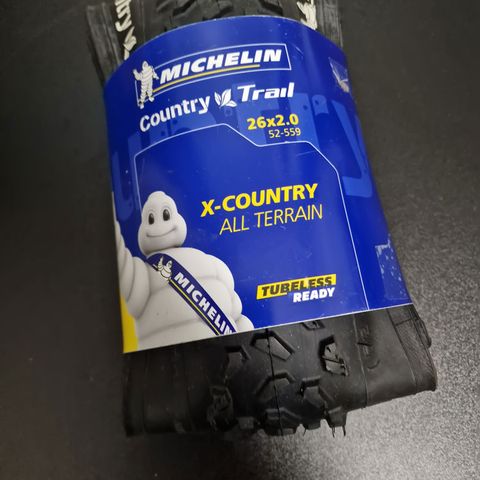 MICHELIN
Country Trail
26x2.0
52-559
X-COUNTRY
ALL TERRAIN
MICHELIN
TUBELESS
READY